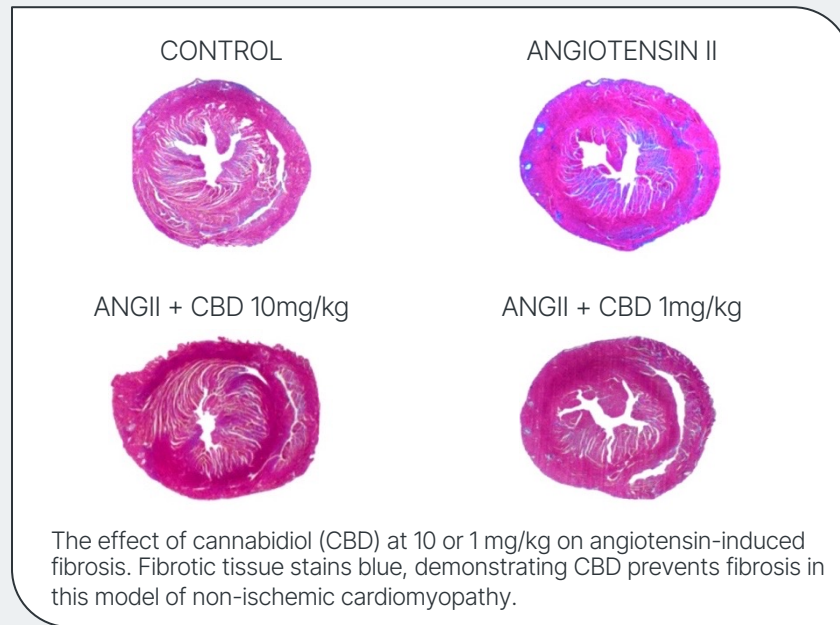 CONTROL
ANGIOTENSIN II
ANGII + CBD 10mg/kg
ANGII + CBD 1mg/kg
The effect of cannabidiol (CBD) at 10 or 1 mg/kg on angiotensin-induced
fibrosis. Fibrotic tissue stains blue, demonstrating CBD prevents fibrosis in
this model of non-ischemic cardiomyopathy.